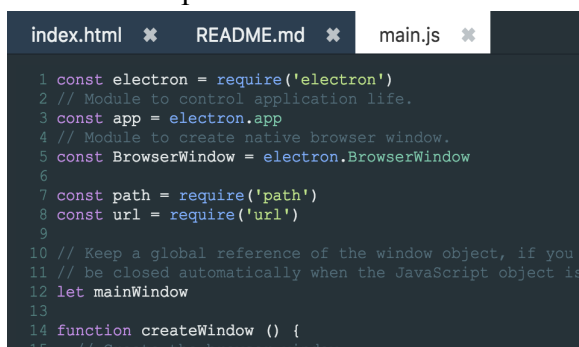 index.html ✖ README.md ✖ main.js ✖
1 const electron = require('electron')
2 // Module to control application life.
3 const app = electron.app
4 // Module to create native browser window.
5 const BrowserWindow = electron.BrowserWindow
6
7 const path = require('path')
8 const url = require('url')
9
10 // Keep a global reference of the window object, if you
11 // be closed automatically when the JavaScript object is
12 let mainWindow
13
14 function createWindow () {